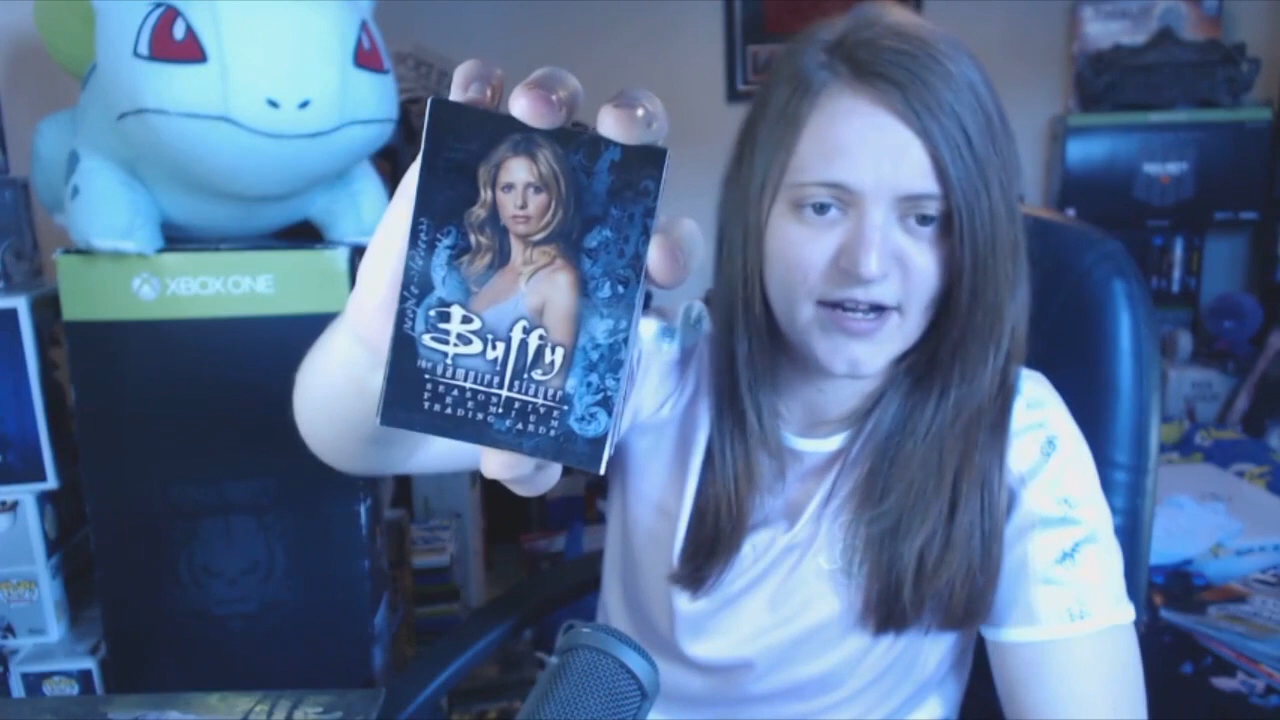 XBOX ONE
Buffy
the vampire slayer
SEASON FIVE
PREMIUM
TRADING CARDS